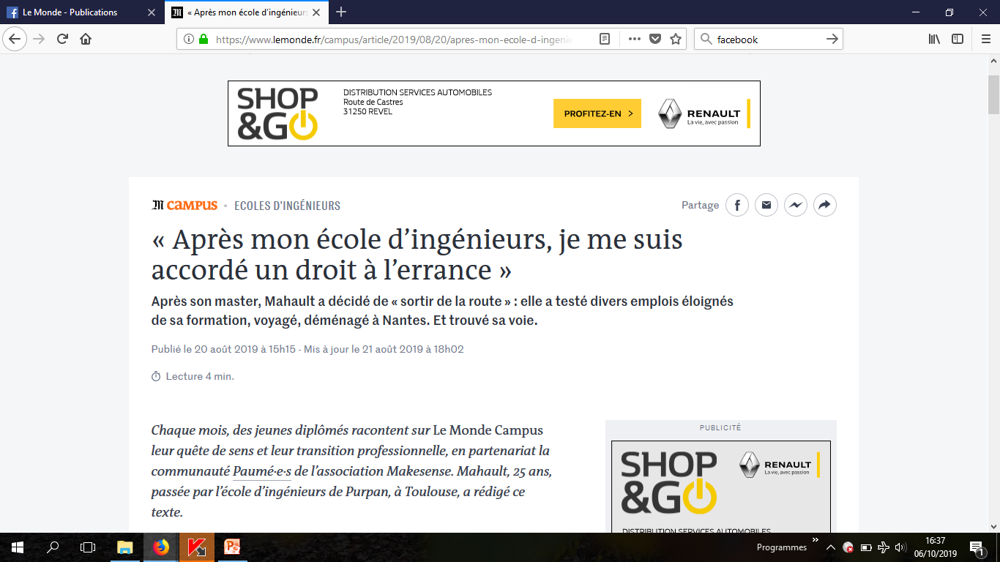 Le Monde - Publications
« Après mon école d'ingénieurs
https://www.lemonde.fr/campus/article/2019/08/20/apres-mon-ecole-d-ingenie
facebook
SHOP
&GO
DISTRIBUTION SERVICES AUTOMOBILES
Route de Castres
31250 REVEL
PROFITEZ-EN >
RENAULT
La vie, avec passion
M CAMPUS • ECOLES D'INGÉNIEURS
Partage
« Après mon école d'ingénieurs, je me suis
accordé un droit à l'errance »
Après son master, Mahault a décidé de « sortir de la route » : elle a testé divers emplois éloignés
de sa formation, voyagé, déménagé à Nantes. Et trouvé sa voie.
Publié le 20 août 2019 à 15h15 - Mis à jour le 21 août 2019 à 18h02
Lecture 4 min.
Chaque mois, des jeunes diplômés racontent sur Le Monde Campus
leur quête de sens et leur transition professionnelle, en partenariat la
communauté Paumé·e·s de l'association Makesense. Mahault, 25 ans,
passée par l'école d'ingénieurs de Purpan, à Toulouse, a rédigé ce
texte.
PUBLICITÉ
SHOP
&GO
RENAULT
La vie, avec passion
DISTRIBUTION SERVICES AUTOMOBILES
Programmes
16:37
06/10/2019
1